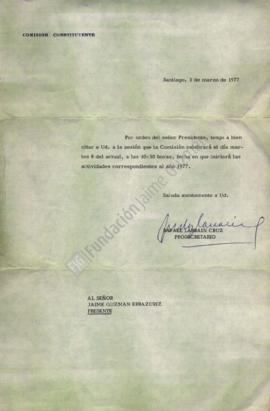 COMISION CONSTITUYENTE
Santiago, 3 de marzo de 1977
Por orden del señor Presidente, tengo a bien
citar a Ud. a la sesión que la Comisión celebrará el día mar-
tes 8 del actual, a las 10:30 horas, fecha en que iniciará las
actividades correspondientes al año 1977.
Saluda atentamente a Ud.
RAFAEL LARRAIN CRUZ
PROSECRETARIO
AL SEÑOR
JAIME GUZMAN ERRAZURIZ
PRESENTE
Fundación Jaime